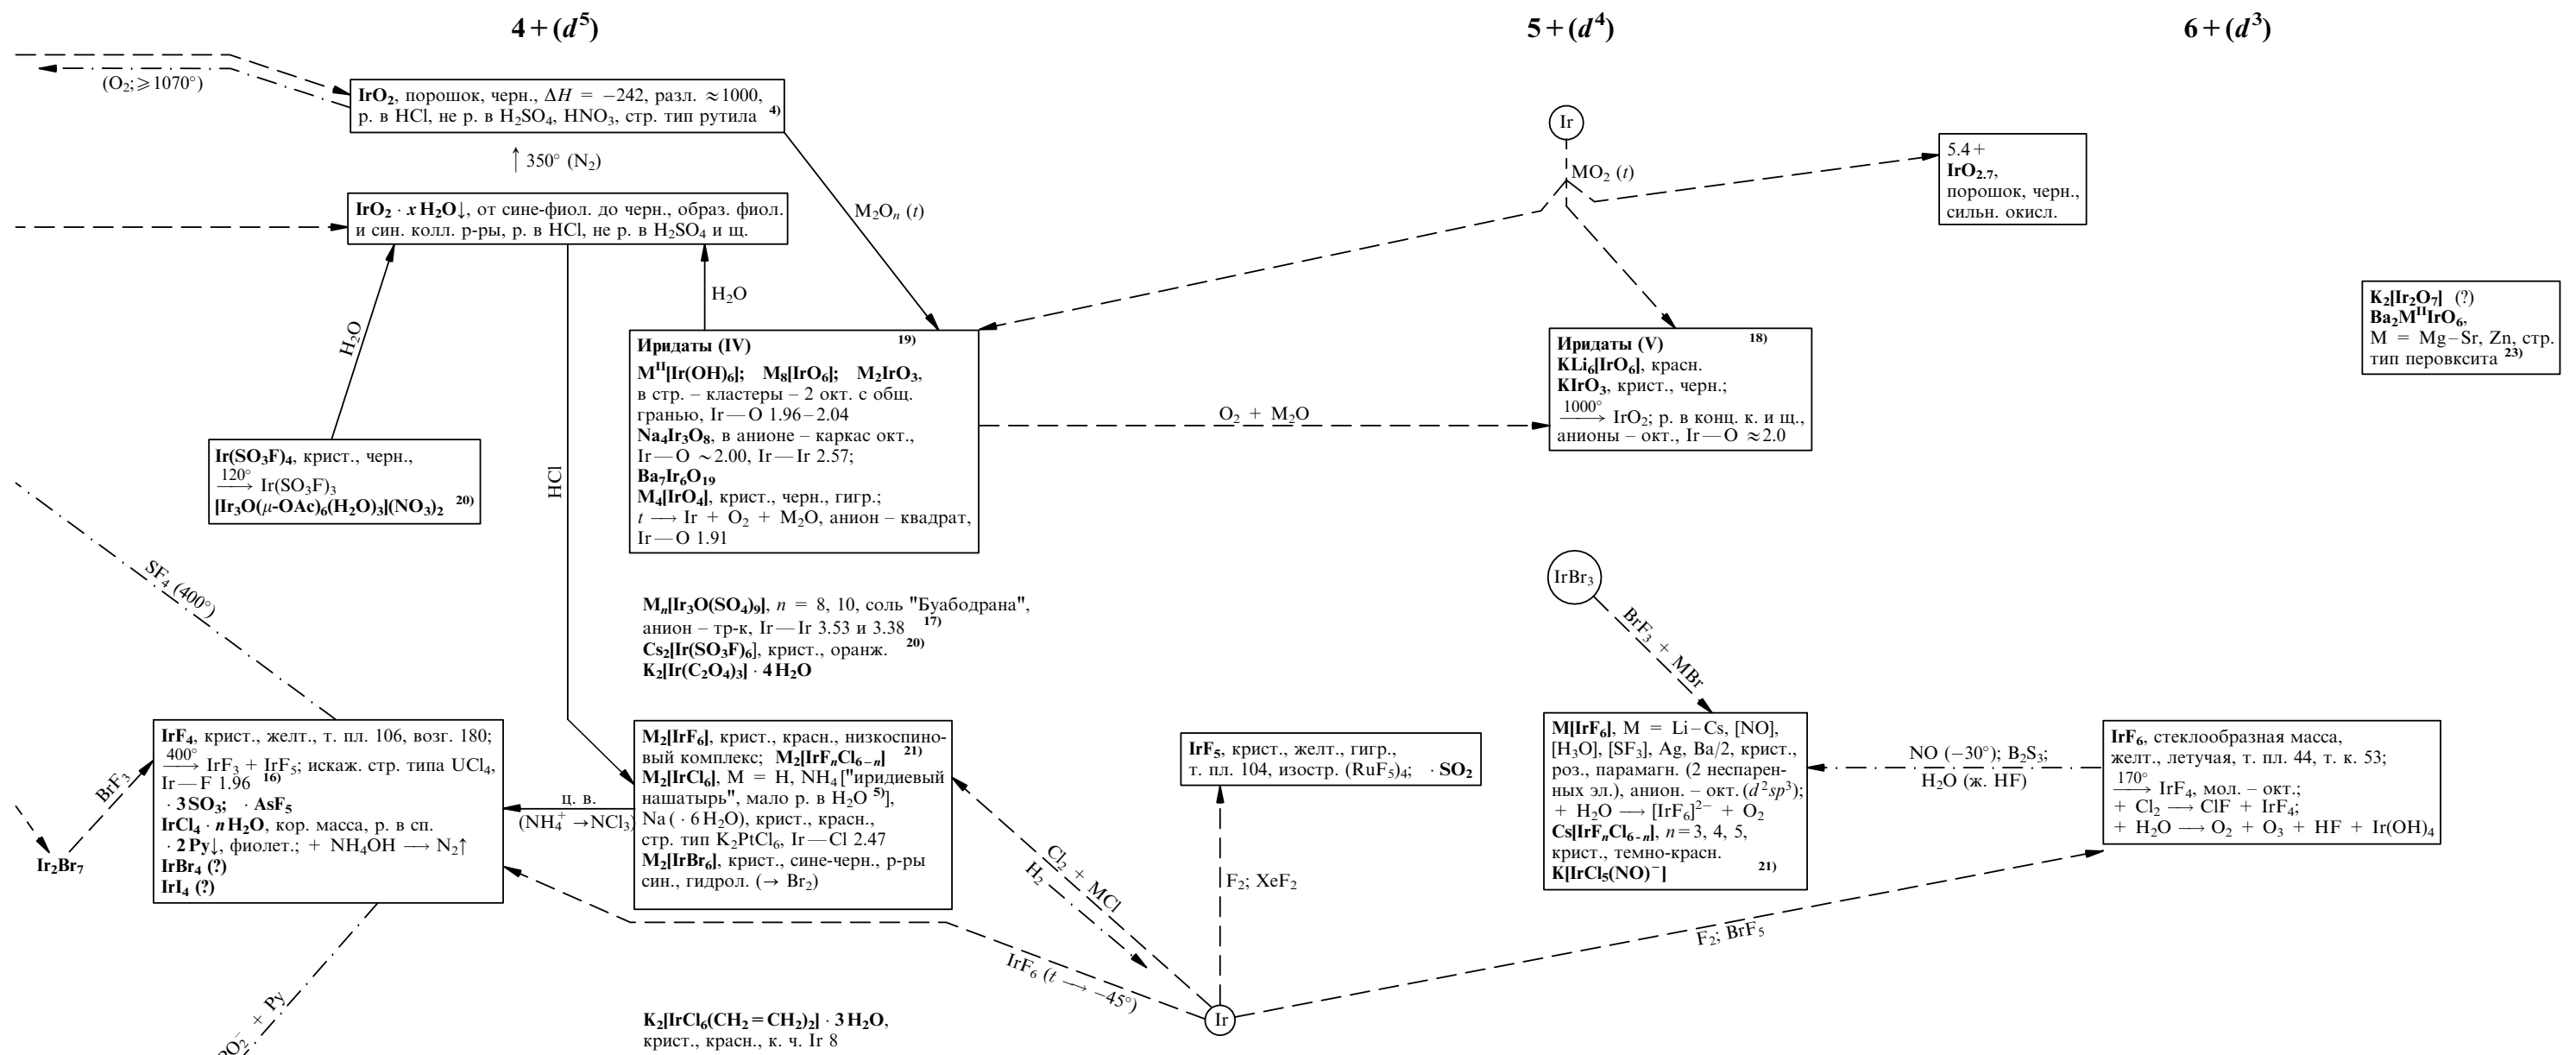 4+(d⁵)
5+(d⁴)
6+(d³)
(O₂;⩾1070°)
IrO₂, порошок, черн., ΔH = −242, разл. ≈1000,
р. в HCl, не р. в H₂SO₄, HNO₃, стр. тип рутила ⁴⁾
↑ 350° (N₂)
IrO₂ · xH₂O↓, от сине-фиол. до черн., образ. фиол.
и син. колл. р-ры, р. в HCl, не р. в H₂SO₄ и щ.
M₂Oₙ (t)
H₂O
H₂O
HCl
Ir
MO₂ (t)
5.4+
IrO₂.₇,
порошок, черн.,
сильн. окисл.
K₂[Ir₂O₇] (?)
Ba₂MᴵᴵIrO₆,
M = Mg–Sr, Zn, стр.
тип перовксита ²³⁾
Иридаты (IV) ¹⁹⁾
Mᴵᴵ[Ir(OH)₆]; M₈[IrO₆]; M₂IrO₃,
в стр. – кластеры – 2 окт. с общ.
гранью, Ir—O 1.96–2.04
Na₄Ir₃O₈, в анионе – каркас окт.,
Ir—O ~2.00, Ir—Ir 2.57;
Ba₇Ir₆O₁₉
M₄[IrO₄], крист., черн., гигр.;
t ⟶ Ir + O₂ + M₂O, анион – квадрат,
Ir—O 1.91
O₂ + M₂O
Иридаты (V) ¹⁸⁾
KLi₆[IrO₆], красн.
KIrO₃, крист., черн.;
1000°⟶ IrO₂; р. в конц. к. и щ.,
анионы – окт., Ir—O ≈2.0
Ir(SO₃F)₄, крист., черн.,
120°⟶ Ir(SO₃F)₃
[Ir₃O(μ-OAc)₆(H₂O)₃](NO₃)₂ ²⁰⁾
SF₄ (400°)
Mₙ[Ir₃O(SO₄)₉], n = 8, 10, соль "Буабодрана",
анион – тр-к, Ir—Ir 3.53 и 3.38 ¹⁷⁾
Cs₂[Ir(SO₃F)₆], крист., оранж. ²⁰⁾
K₂[Ir(C₂O₄)₃] · 4H₂O
IrBr₃
BrF₃ + MBr
IrF₄, крист., желт., т. пл. 106, возг. 180;
400°⟶ IrF₃ + IrF₅; искаж. стр. типа UCl₄,
Ir—F 1.96 ¹⁶⁾
· 3SO₃; · AsF₅
IrCl₄ · nH₂O, кор. масса, р. в сп.
· 2Py↓, фиолет.; + NH₄OH ⟶ N₂↑
IrBr₄ (?)
IrI₄ (?)
BrF₃
Ir₂Br₇
ц. в.
(NH₄⁺ →NCl₃)
M₂[IrF₆], крист., красн., низкоспино-
вый комплекс; M₂[IrFₙCl₆₋ₙ] ²¹⁾
M₂[IrCl₆], M = H, NH₄ ["иридиевый
нашатырь", мало р. в H₂O ⁵⁾],
Na( · 6H₂O), крист., красн.,
стр. тип K₂PtCl₆, Ir—Cl 2.47
M₂[IrBr₆], крист., сине-черн., р-ры
син., гидрол. (→ Br₂)
Cl₂ + MCl
H₂
IrF₅, крист., желт., гигр.,
т. пл. 104, изостр. (RuF₅)₄; · SO₂
F₂; XeF₂
M[IrF₆], M = Li–Cs, [NO],
[H₃O], [SF₃], Ag, Ba/2, крист.,
роз., парамагн. (2 неспарен-
ных эл.), анион. – окт. (d²sp³);
+ H₂O ⟶ [IrF₆]²⁻ + O₂
Cs[IrFₙCl₆₋ₙ], n=3, 4, 5,
крист., темно-красн.
K[IrCl₅(NO)⁻] ²¹⁾
NO (−30°); B₂S₃;
H₂O (ж. HF)
IrF₆, стеклообразная масса,
желт., летучая, т. пл. 44, т. к. 53;
170°⟶ IrF₄, мол. – окт.;
+ Cl₂ ⟶ ClF + IrF₄;
+ H₂O ⟶ O₂ + O₃ + HF + Ir(OH)₄
F₂; BrF₅
IrF₆ (t ⟶ −45°)
Ir
PO₂⁻ + Py
K₂[IrCl₆(CH₂=CH₂)₂] · 3H₂O,
крист., красн., к. ч. Ir 8